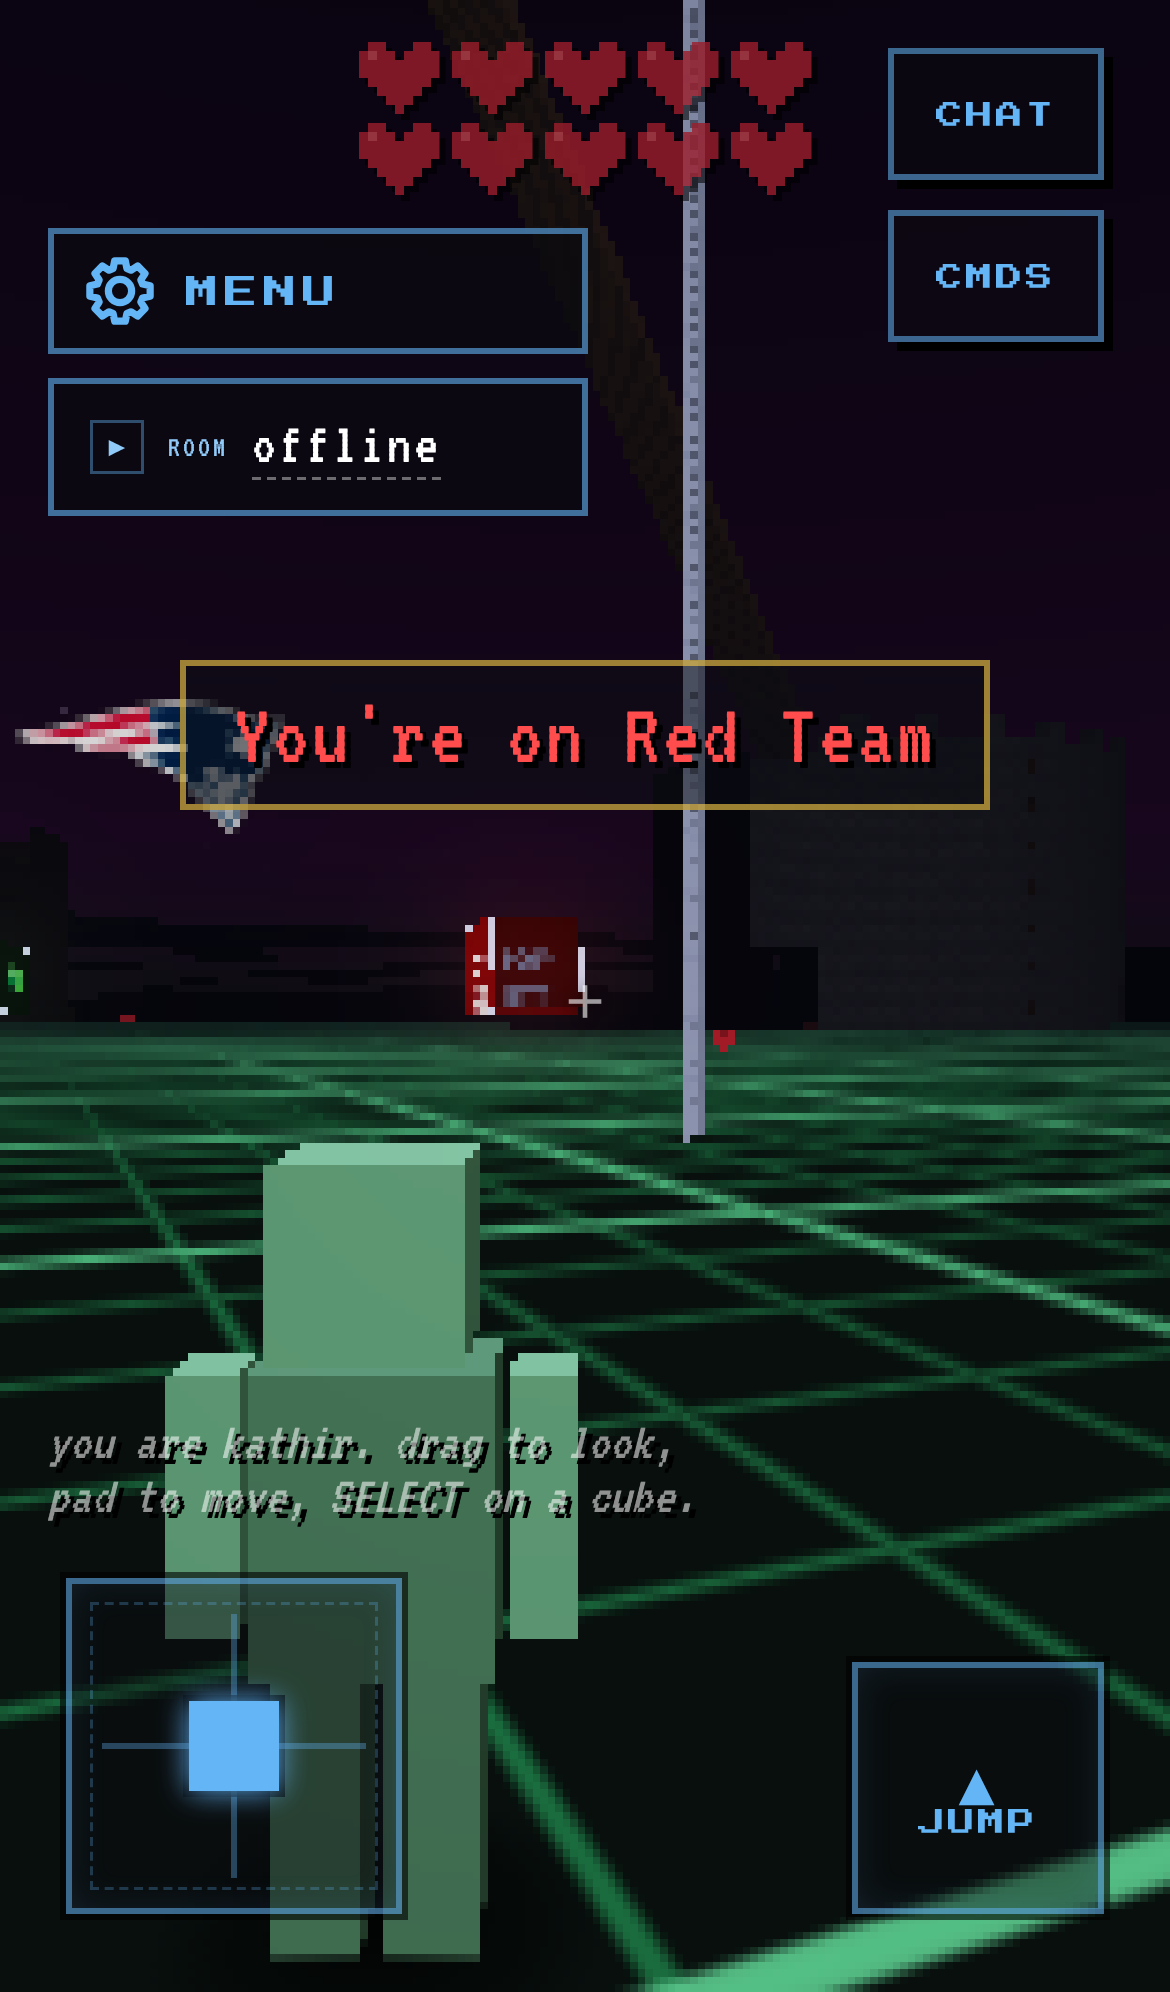 CHAT
CMDS
MENU
ROOM offline
You're on Red Team
you are kathir. drag to look,
pad to move, SELECT on a cube.
JUMP